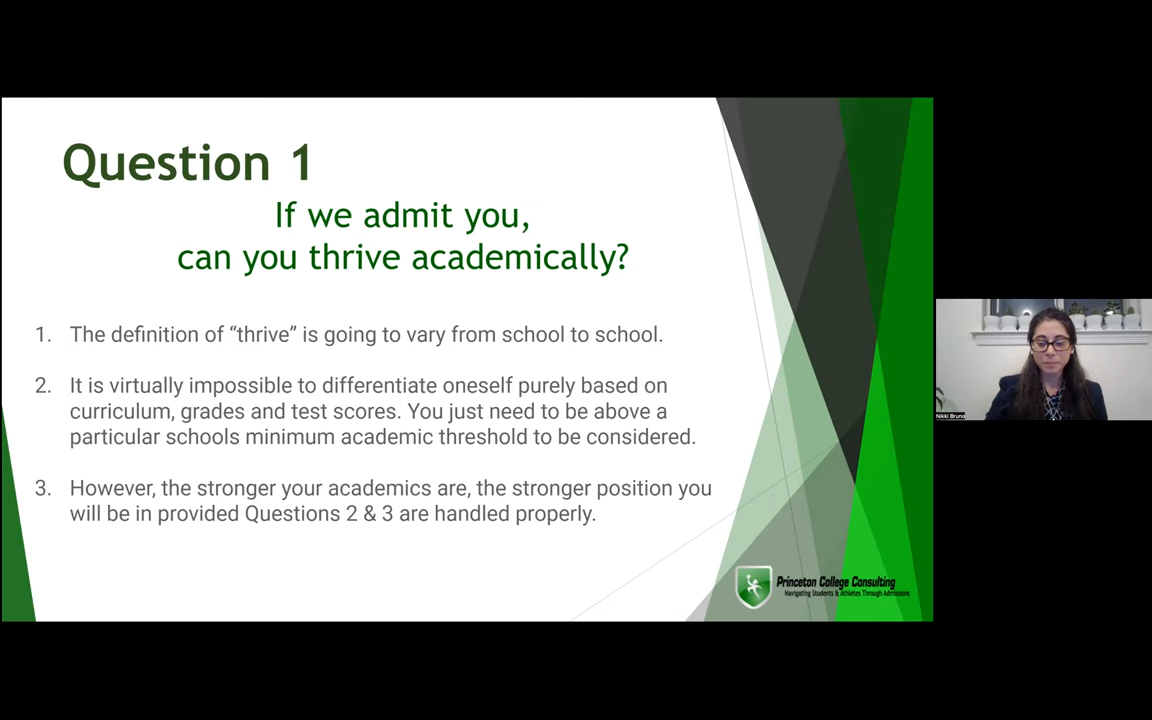 Question 1
If we admit you,
can you thrive academically?
1. The definition of “thrive” is going to vary from school to school.
2. It is virtually impossible to differentiate oneself purely based on
curriculum, grades and test scores. You just need to be above a
particular schools minimum academic threshold to be considered.
3. However, the stronger your academics are, the stronger position you
will be in provided Questions 2 & 3 are handled properly.
Princeton College Consulting
Navigating Students & Athletes Through Admissions
Nikki Bruno